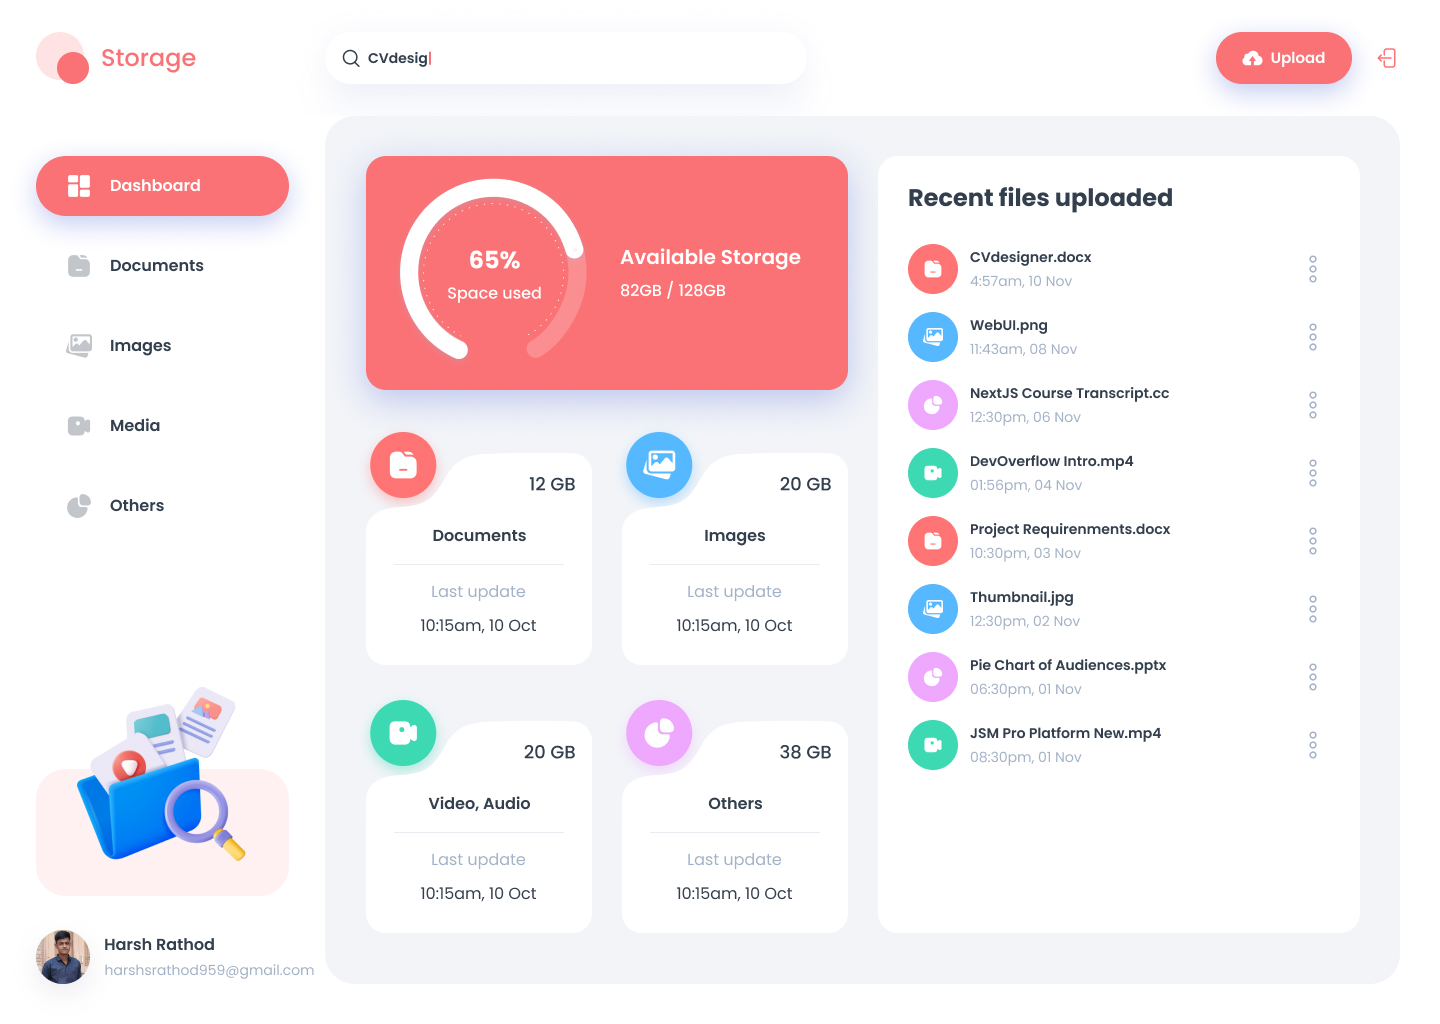 Storage
CVdesig
Upload
Dashboard
Documents
Images
Media
Others
Harsh Rathod
harshsrathod959@gmail.com
65%
Space used
Available Storage
82GB / 128GB
12 GB
Documents
Last update
10:15am, 10 Oct
20 GB
Images
Last update
10:15am, 10 Oct
20 GB
Video, Audio
Last update
10:15am, 10 Oct
38 GB
Others
Last update
10:15am, 10 Oct
Recent files uploaded
CVdesigner.docx
4:57am, 10 Nov
WebUI.png
11:43am, 08 Nov
NextJS Course Transcript.cc
12:30pm, 06 Nov
DevOverflow Intro.mp4
01:56pm, 04 Nov
Project Requirenments.docx
10:30pm, 03 Nov
Thumbnail.jpg
12:30pm, 02 Nov
Pie Chart of Audiences.pptx
06:30pm, 01 Nov
JSM Pro Platform New.mp4
08:30pm, 01 Nov